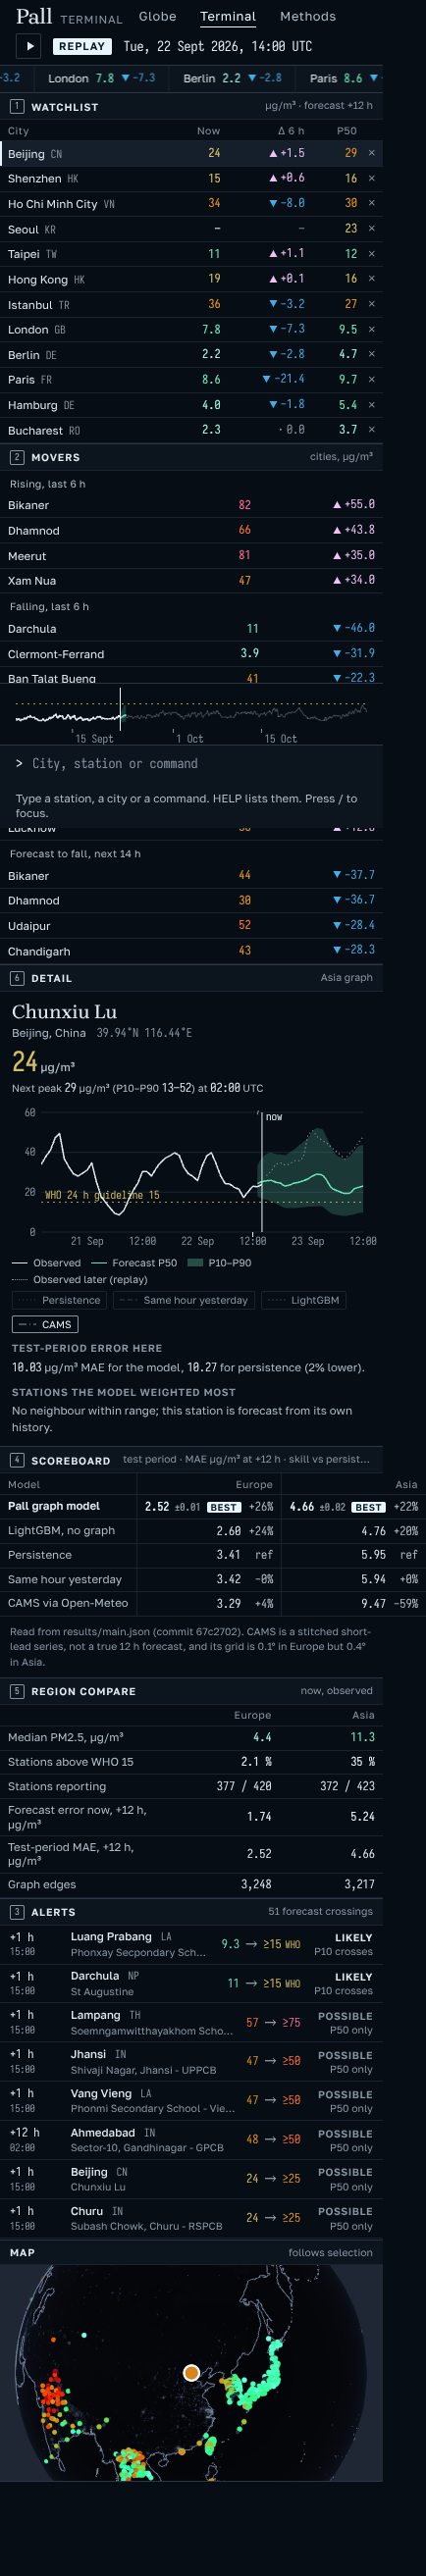 Pall TERMINAL Globe Terminal Methods
▶ REPLAY Tue, 22 Sept 2026, 14:00 UTC
-3.2 London 7.8 ▼ -7.3 Berlin 2.2 ▼ -2.8 Paris 8.6 ▼ -
1 WATCHLIST µg/m³ · forecast +12 h
City Now Δ 6 h P50
Beijing CN 24 ▲ +1.5 29 ×
Shenzhen HK 15 ▲ +0.6 16 ×
Ho Chi Minh City VN 34 ▼ -8.0 30 ×
Seoul KR – – 23 ×
Taipei TW 11 ▲ +1.1 12 ×
Hong Kong HK 19 ▲ +0.1 16 ×
Istanbul TR 36 ▼ -3.2 27 ×
London GB 7.8 ▼ -7.3 9.5 ×
Berlin DE 2.2 ▼ -2.8 4.7 ×
Paris FR 8.6 ▼ -21.4 9.7 ×
Hamburg DE 4.0 ▼ -1.8 5.4 ×
Bucharest RO 2.3 · 0.0 3.7 ×
2 MOVERS cities, µg/m³
Rising, last 6 h
Bikaner 82 ▲ +55.0
Dhamnod 66 ▲ +43.8
Meerut 81 ▲ +35.0
Xam Nua 47 ▲ +34.0
Falling, last 6 h
Darchula 11 ▼ -46.0
Clermont-Ferrand 3.9 ▼ -31.9
Ban Talat Bueng 41 ▼ -22.3
15 Sept 1 Oct 15 Oct
> City, station or command
Type a station, a city or a command. HELP lists them. Press / to
focus.
Lucknow
Forecast to fall, next 14 h
Bikaner 44 ▼ -37.7
Dhamnod 30 ▼ -36.7
Udaipur 52 ▼ -28.4
Chandigarh 43 ▼ -28.3
6 DETAIL Asia graph
Chunxiu Lu
Beijing, China 39.94°N 116.44°E
24 µg/m³
Next peak 29 µg/m³ (P10–P90 13–52) at 02:00 UTC
60
now
40
20
WHO 24 h guideline 15
0
21 Sep 12:00 22 Sep 12:00 23 Sep 12:00
Observed Forecast P50 P10–P90
Observed later (replay)
Persistence Same hour yesterday LightGBM
CAMS
TEST-PERIOD ERROR HERE
10.03 µg/m³ MAE for the model, 10.27 for persistence (2% lower).
STATIONS THE MODEL WEIGHTED MOST
No neighbour within range; this station is forecast from its own
history.
4 SCOREBOARD test period · MAE µg/m³ at +12 h · skill vs persist…
Model Europe Asia
Pall graph model 2.52 ±0.01 BEST +26% 4.66 ±0.02 BEST +22%
LightGBM, no graph 2.60 +24% 4.76 +20%
Persistence 3.41 ref 5.95 ref
Same hour yesterday 3.42 -0% 5.94 +0%
CAMS via Open-Meteo 3.29 +4% 9.47 -59%
Read from results/main.json (commit 67c2702). CAMS is a stitched short-
lead series, not a true 12 h forecast, and its grid is 0.1° in Europe but 0.4°
in Asia.
5 REGION COMPARE now, observed
Europe Asia
Median PM2.5, µg/m³ 4.4 11.3
Stations above WHO 15 2.1 % 35 %
Stations reporting 377 / 420 372 / 423
Forecast error now, +12 h,
µg/m³ 1.74 5.24
Test-period MAE, +12 h,
µg/m³ 2.52 4.66
Graph edges 3,248 3,217
3 ALERTS 51 forecast crossings
+1 h Luang Prabang LA 9.3 → ≥15 WHO LIKELY
15:00 Phonxay Secpondary Sch… P10 crosses
+1 h Darchula NP 11 → ≥15 WHO LIKELY
15:00 St Augustine P10 crosses
+1 h Lampang TH 57 → ≥75 POSSIBLE
15:00 Soemngamwitthayakhom Scho… P50 only
+1 h Jhansi IN 47 → ≥50 POSSIBLE
15:00 Shivaji Nagar, Jhansi - UPPCB P50 only
+1 h Vang Vieng LA 47 → ≥50 POSSIBLE
15:00 Phonmi Secondary School - Vie… P50 only
+12 h Ahmedabad IN 48 → ≥50 POSSIBLE
02:00 Sector-10, Gandhinagar - GPCB P50 only
+1 h Beijing CN 24 → ≥25 POSSIBLE
15:00 Chunxiu Lu P50 only
+1 h Churu IN 24 → ≥25 POSSIBLE
15:00 Subash Chowk, Churu - RSPCB P50 only
MAP follows selection